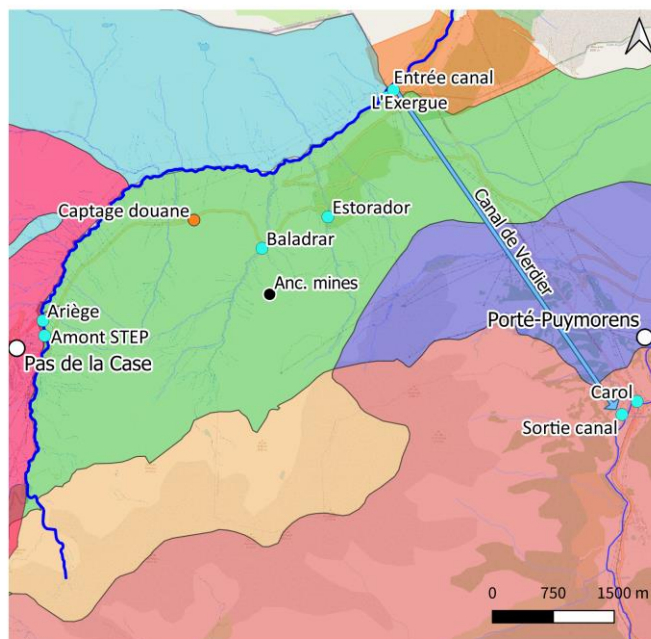 Entrée canal
L'Exergue
Captage douane
Estorador
Canal de Verdier
Baladrar
Anc. mines
Ariège
Amont STEP
Porté-Puymorens
Pas de la Case
Carol
Sortie canal
0 750 1500 m